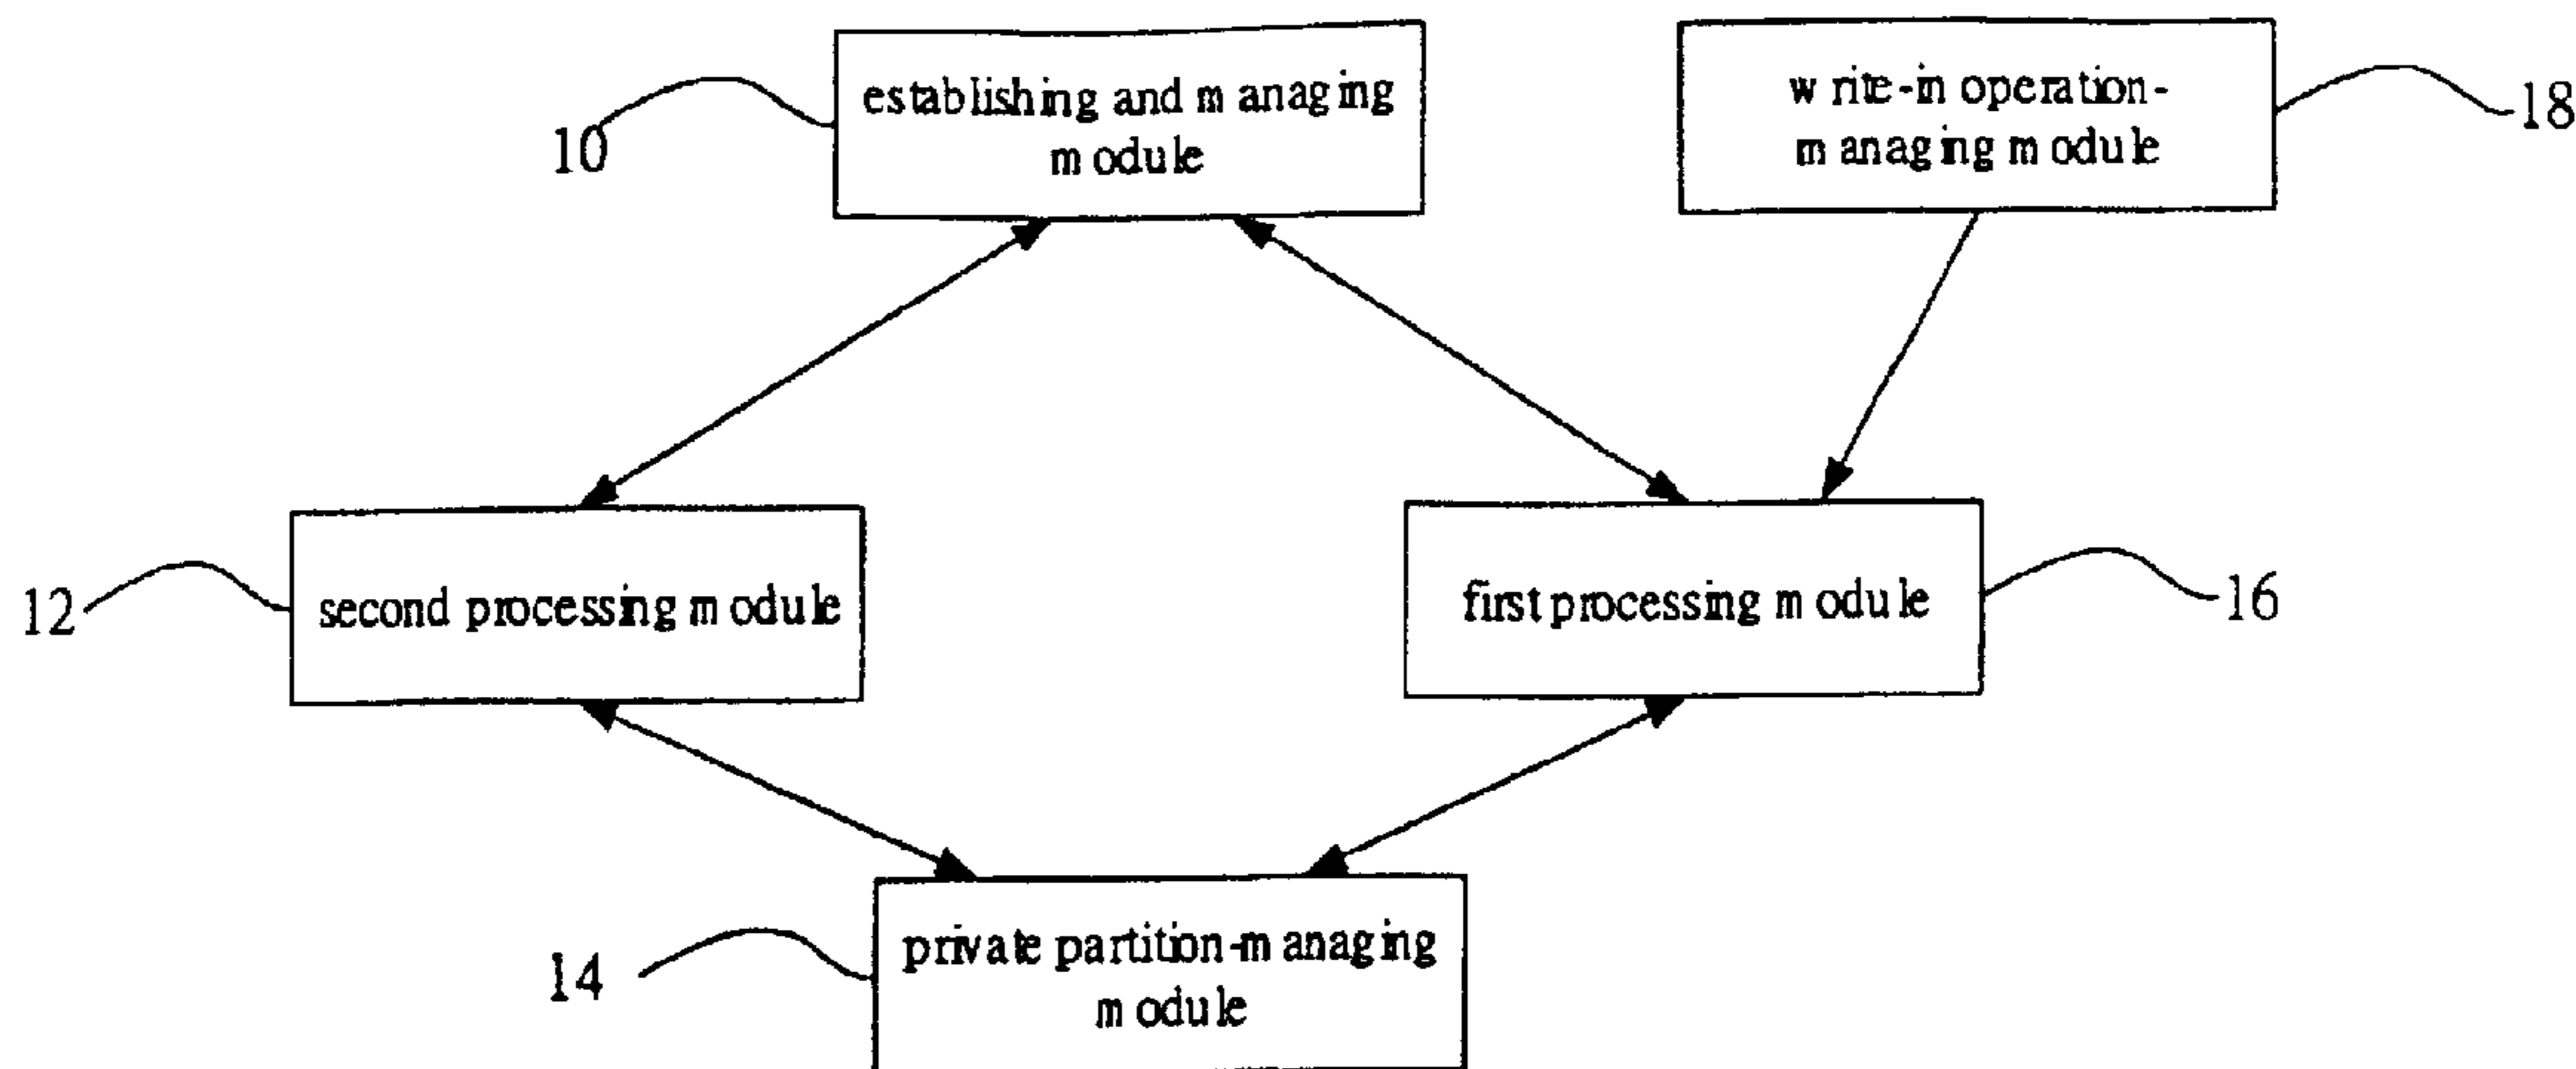 establishing and managing
module
10
write-in operation-
managing module
18
12
second processing module
first processing module
16
14
private partition-managing
module